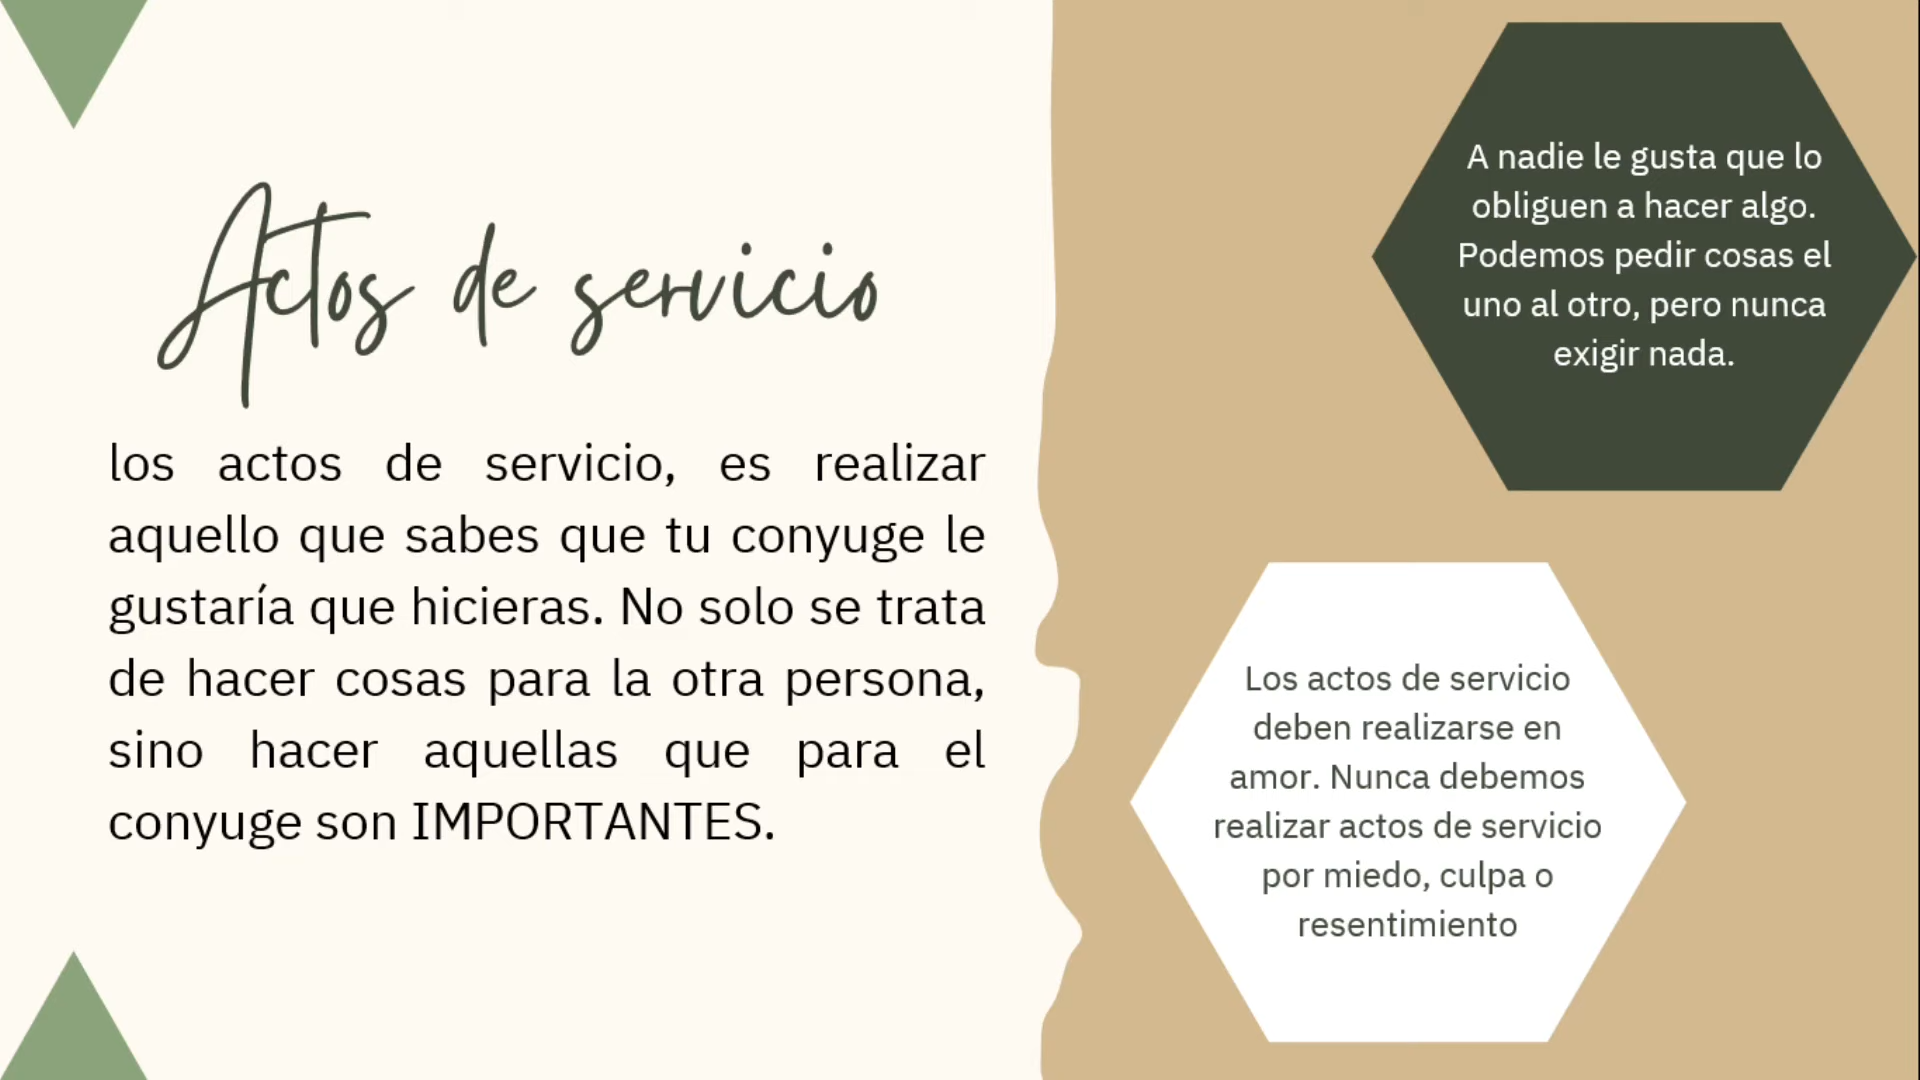 Actos de servicio
los actos de servicio, es realizar
aquello que sabes que tu conyuge le
gustaría que hicieras. No solo se trata
de hacer cosas para la otra persona,
sino hacer aquellas que para el
conyuge son IMPORTANTES.
A nadie le gusta que lo
obliguen a hacer algo.
Podemos pedir cosas el
uno al otro, pero nunca
exigir nada.
Los actos de servicio
deben realizarse en
amor. Nunca debemos
realizar actos de servicio
por miedo, culpa o
resentimiento